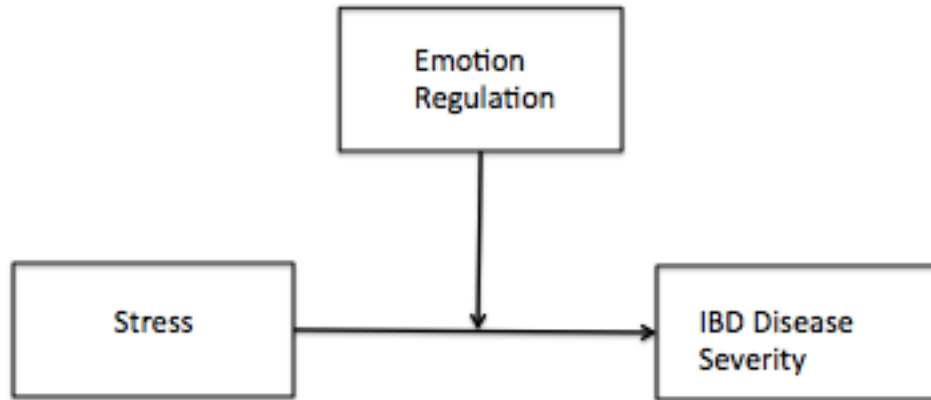 Emotion
Regulation
Stress
IBD Disease
Severity